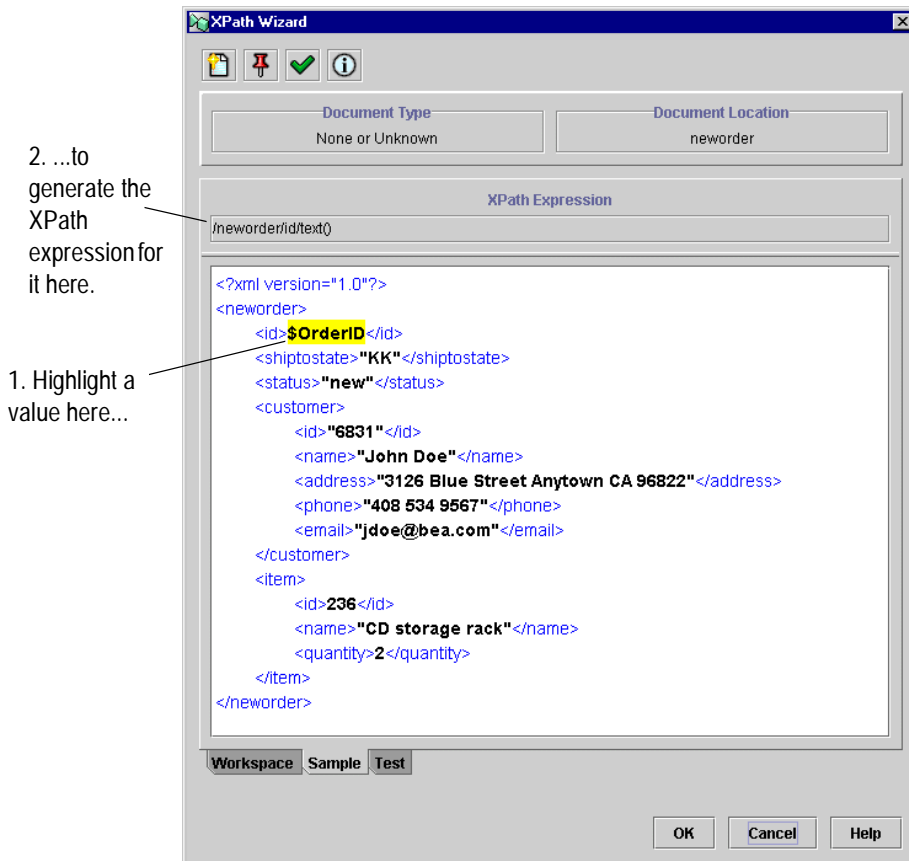 XPath Wizard
Document Type
None or Unknown
Document Location
neworder
2. ...to
generate the
XPath
expression for
it here.
XPath Expression
/neworder/id/text()
<?xml version="1.0"?>
<neworder>
<id>$OrderID</id>
<shiptostate>"KK"</shiptostate>
<status>"new"</status>
<customer>
<id>"6831"</id>
<name>"John Doe"</name>
<address>"3126 Blue Street Anytown CA 96822"</address>
<phone>"408 534 9567"</phone>
<email>"jdoe@bea.com"</email>
</customer>
<item>
<id>236</id>
<name>"CD storage rack"</name>
<quantity>2</quantity>
</item>
</neworder>
1. Highlight a
value here...
Workspace Sample Test
OK Cancel Help